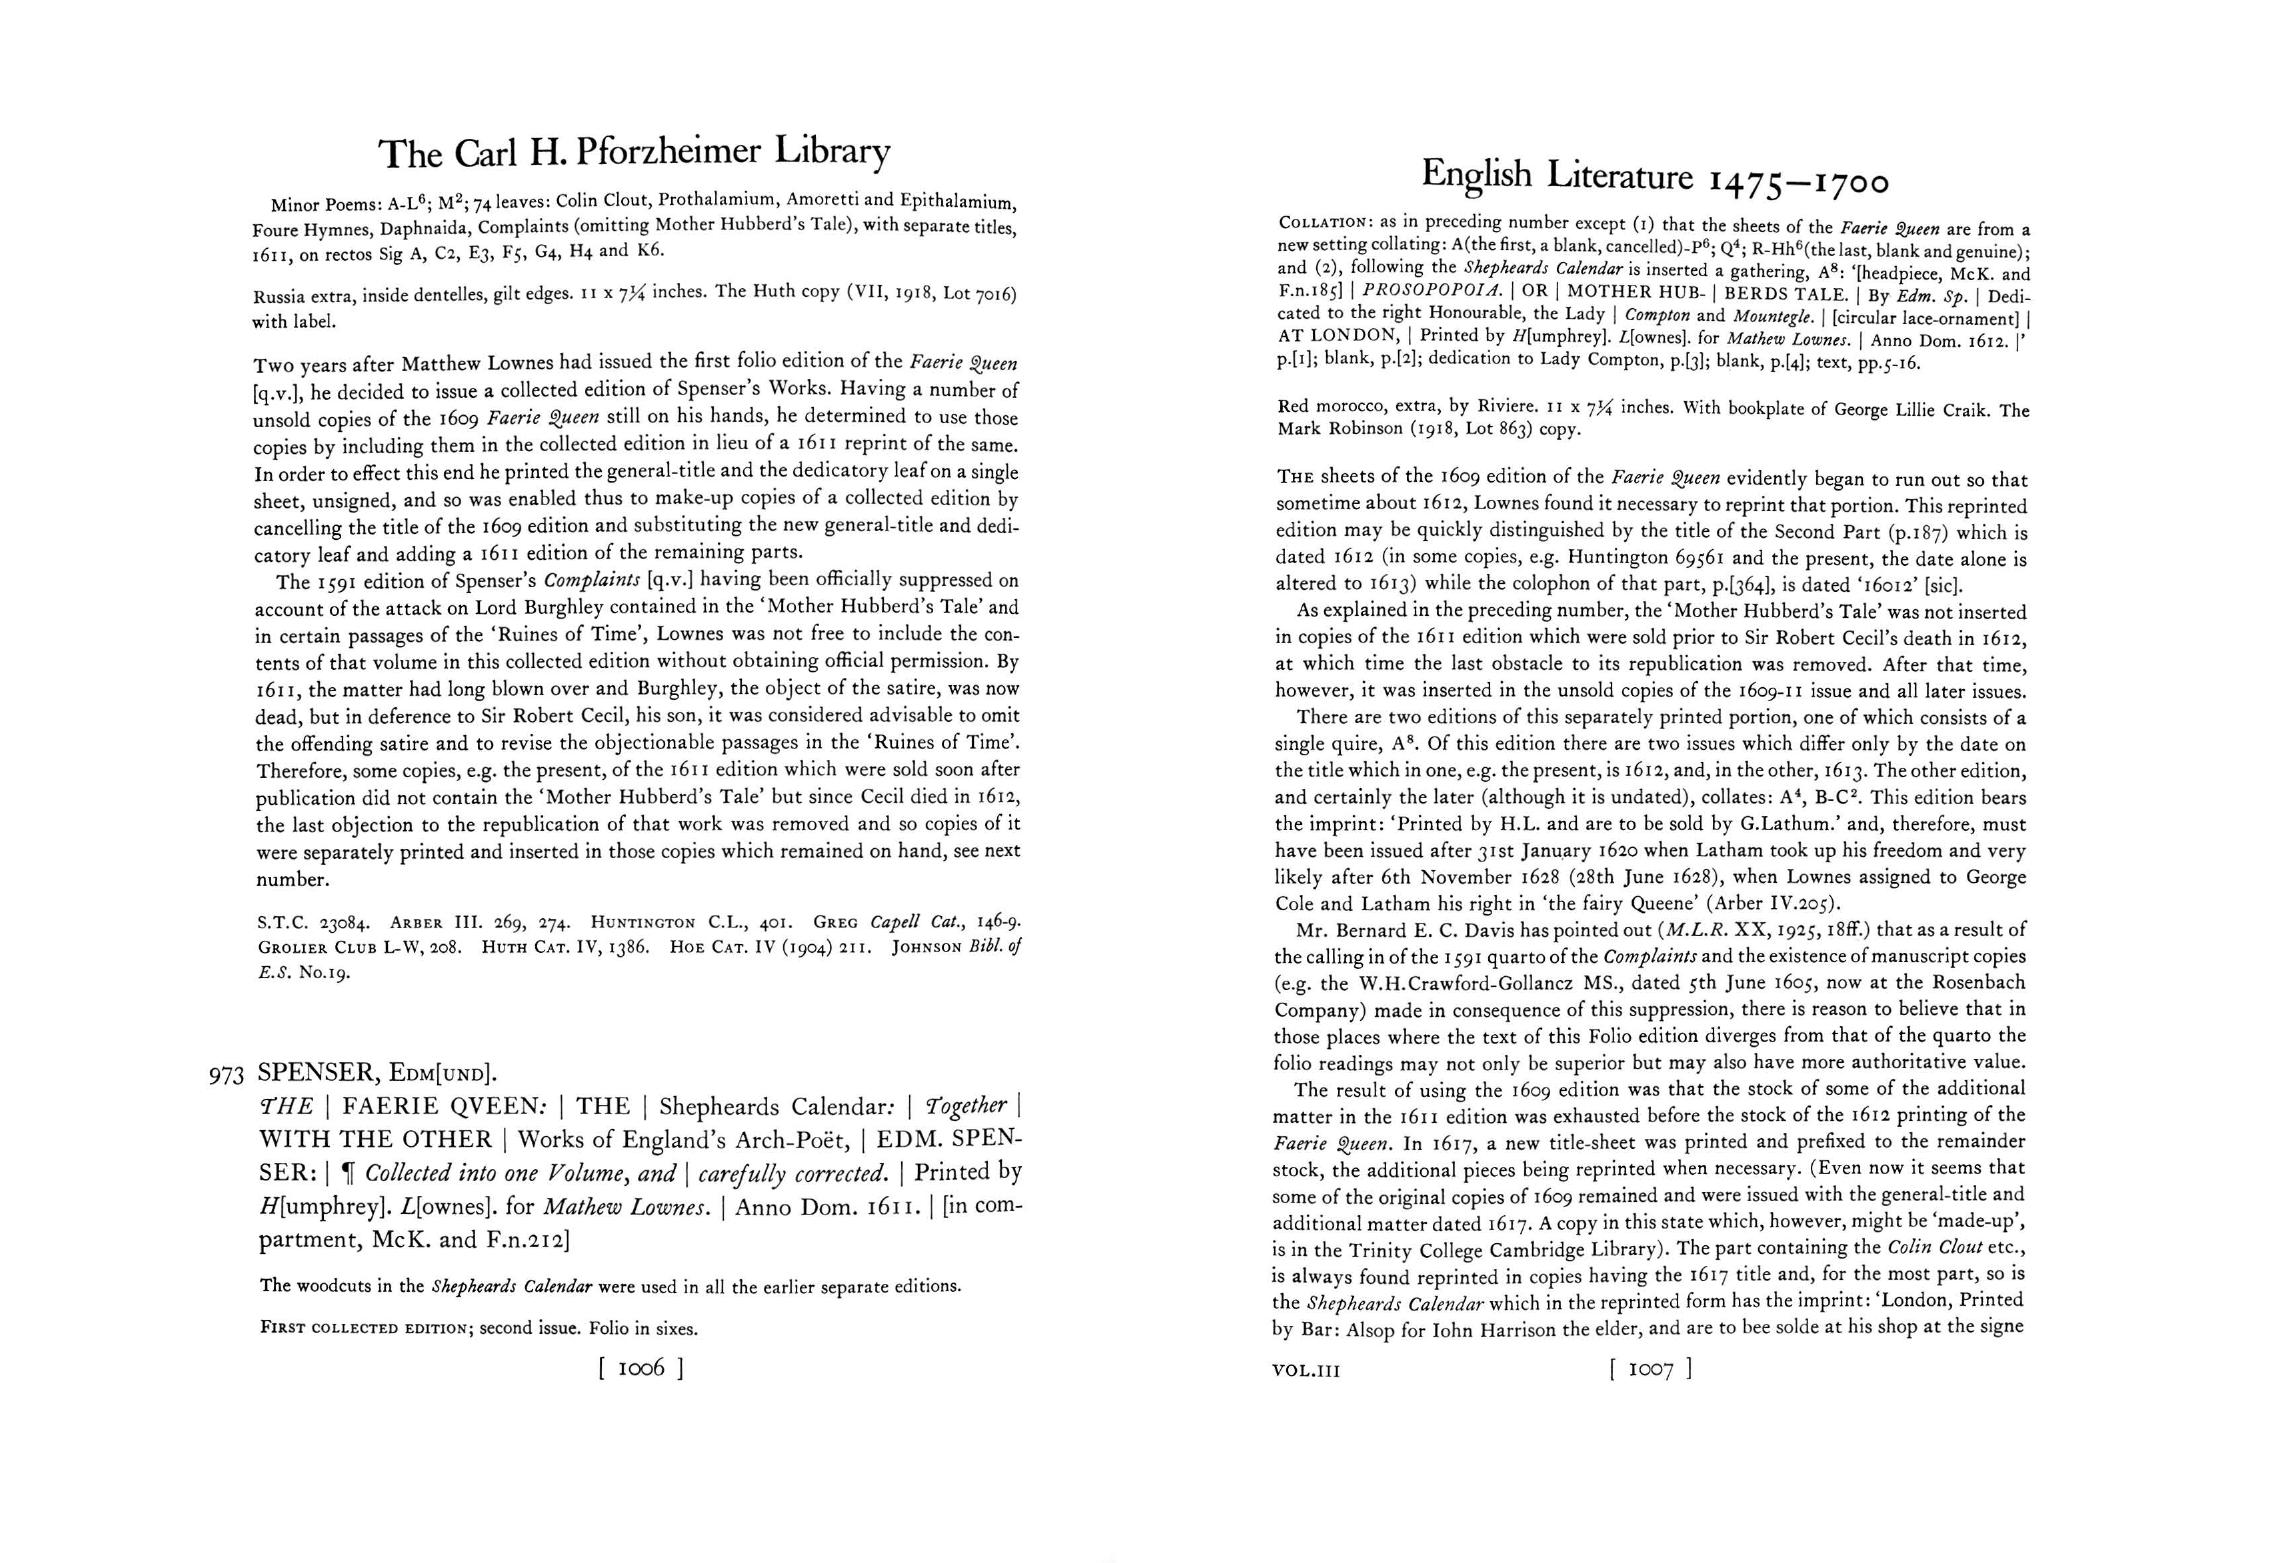 The Carl H. Pforzheimer Library
Minor Poems: A-L⁶; M²; 74 leaves: Colin Clout, Prothalamium, Amoretti and Epithalamium,
Foure Hymnes, Daphnaida, Complaints (omitting Mother Hubberd's Tale), with separate titles,
1611, on rectos Sig A, C2, E3, F5, G4, H4 and K6.
Russia extra, inside dentelles, gilt edges. 11 x 7¼ inches. The Huth copy (VII, 1918, Lot 7016)
with label.
Two years after Matthew Lownes had issued the first folio edition of the Faerie Queen
[q.v.], he decided to issue a collected edition of Spenser's Works. Having a number of
unsold copies of the 1609 Faerie Queen still on his hands, he determined to use those
copies by including them in the collected edition in lieu of a 1611 reprint of the same.
In order to effect this end he printed the general-title and the dedicatory leaf on a single
sheet, unsigned, and so was enabled thus to make-up copies of a collected edition by
cancelling the title of the 1609 edition and substituting the new general-title and dedi-
catory leaf and adding a 1611 edition of the remaining parts.
The 1591 edition of Spenser's Complaints [q.v.] having been officially suppressed on
account of the attack on Lord Burghley contained in the 'Mother Hubberd's Tale' and
in certain passages of the 'Ruines of Time', Lownes was not free to include the con-
tents of that volume in this collected edition without obtaining official permission. By
1611, the matter had long blown over and Burghley, the object of the satire, was now
dead, but in deference to Sir Robert Cecil, his son, it was considered advisable to omit
the offending satire and to revise the objectionable passages in the 'Ruines of Time'.
Therefore, some copies, e.g. the present, of the 1611 edition which were sold soon after
publication did not contain the 'Mother Hubberd's Tale' but since Cecil died in 1612,
the last objection to the republication of that work was removed and so copies of it
were separately printed and inserted in those copies which remained on hand, see next
number.
S.T.C. 23084. ARBER III. 269, 274. HUNTINGTON C.L., 401. GREG Capell Cat., 146-9.
GROLIER CLUB L-W, 208. HUTH CAT. IV, 1386. HOE CAT. IV (1904) 211. JOHNSON Bibl. of
E.S. No.19.
973 SPENSER, EDM[UND].
THE | FAERIE QVEEN: | THE | Shepheards Calendar: | Together |
WITH THE OTHER | Works of England's Arch-Poët, | EDM. SPEN-
SER: | ¶ Collected into one Volume, and | carefully corrected. | Printed by
H[umphrey]. L[ownes]. for Mathew Lownes. | Anno Dom. 1611. | [in com-
partment, McK. and F.n.212]
The woodcuts in the Shepheards Calendar were used in all the earlier separate editions.
FIRST COLLECTED EDITION; second issue. Folio in sixes.
[ 1006 ]
English Literature 1475–1700
COLLATION: as in preceding number except (1) that the sheets of the Faerie Queen are from a
new setting collating: A(the first, a blank, cancelled)-P⁶; Q⁴; R-Hh⁶(the last, blank and genuine);
and (2), following the Shepheards Calendar is inserted a gathering, A⁸: '[headpiece, McK. and
F.n.185] | PROSOPOPOIA. | OR | MOTHER HUB- | BERDS TALE. | By Edm. Sp. | Dedi-
cated to the right Honourable, the Lady | Compton and Mountegle. | [circular lace-ornament] |
AT LONDON, | Printed by H[umphrey]. L[ownes]. for Mathew Lownes. | Anno Dom. 1612. |'
p.[1]; blank, p.[2]; dedication to Lady Compton, p.[3]; blank, p.[4]; text, pp.5-16.
Red morocco, extra, by Riviere. 11 x 7¼ inches. With bookplate of George Lillie Craik. The
Mark Robinson (1918, Lot 863) copy.
THE sheets of the 1609 edition of the Faerie Queen evidently began to run out so that
sometime about 1612, Lownes found it necessary to reprint that portion. This reprinted
edition may be quickly distinguished by the title of the Second Part (p.187) which is
dated 1612 (in some copies, e.g. Huntington 69561 and the present, the date alone is
altered to 1613) while the colophon of that part, p.[364], is dated '16012' [sic].
As explained in the preceding number, the 'Mother Hubberd's Tale' was not inserted
in copies of the 1611 edition which were sold prior to Sir Robert Cecil's death in 1612,
at which time the last obstacle to its republication was removed. After that time,
however, it was inserted in the unsold copies of the 1609-11 issue and all later issues.
There are two editions of this separately printed portion, one of which consists of a
single quire, A⁸. Of this edition there are two issues which differ only by the date on
the title which in one, e.g. the present, is 1612, and, in the other, 1613. The other edition,
and certainly the later (although it is undated), collates: A⁴, B-C². This edition bears
the imprint: 'Printed by H.L. and are to be sold by G.Lathum.' and, therefore, must
have been issued after 31st January 1620 when Latham took up his freedom and very
likely after 6th November 1628 (28th June 1628), when Lownes assigned to George
Cole and Latham his right in 'the fairy Queene' (Arber IV.205).
Mr. Bernard E. C. Davis has pointed out (M.L.R. XX, 1925, 18ff.) that as a result of
the calling in of the 1591 quarto of the Complaints and the existence of manuscript copies
(e.g. the W.H.Crawford-Gollancz MS., dated 5th June 1605, now at the Rosenbach
Company) made in consequence of this suppression, there is reason to believe that in
those places where the text of this Folio edition diverges from that of the quarto the
folio readings may not only be superior but may also have more authoritative value.
The result of using the 1609 edition was that the stock of some of the additional
matter in the 1611 edition was exhausted before the stock of the 1612 printing of the
Faerie Queen. In 1617, a new title-sheet was printed and prefixed to the remainder
stock, the additional pieces being reprinted when necessary. (Even now it seems that
some of the original copies of 1609 remained and were issued with the general-title and
additional matter dated 1617. A copy in this state which, however, might be 'made-up',
is in the Trinity College Cambridge Library). The part containing the Colin Clout etc.,
is always found reprinted in copies having the 1617 title and, for the most part, so is
the Shepheards Calendar which in the reprinted form has the imprint: 'London, Printed
by Bar: Alsop for Iohn Harrison the elder, and are to bee solde at his shop at the signe
VOL.III [ 1007 ]